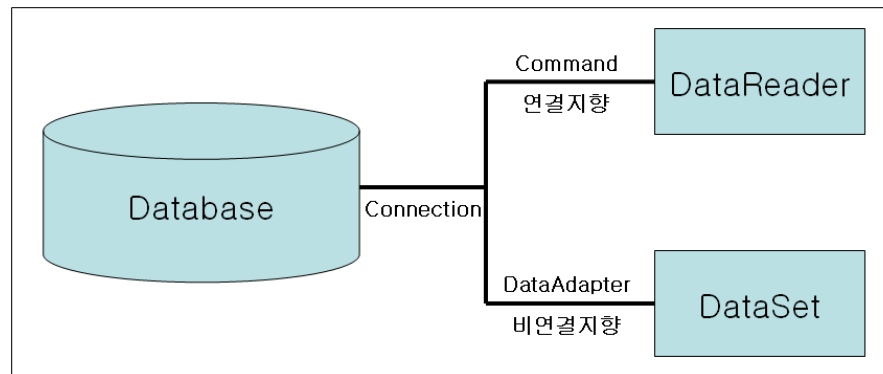 Command
연결지향
DataReader
Database
Connection
DataAdapter
비연결지향
DataSet